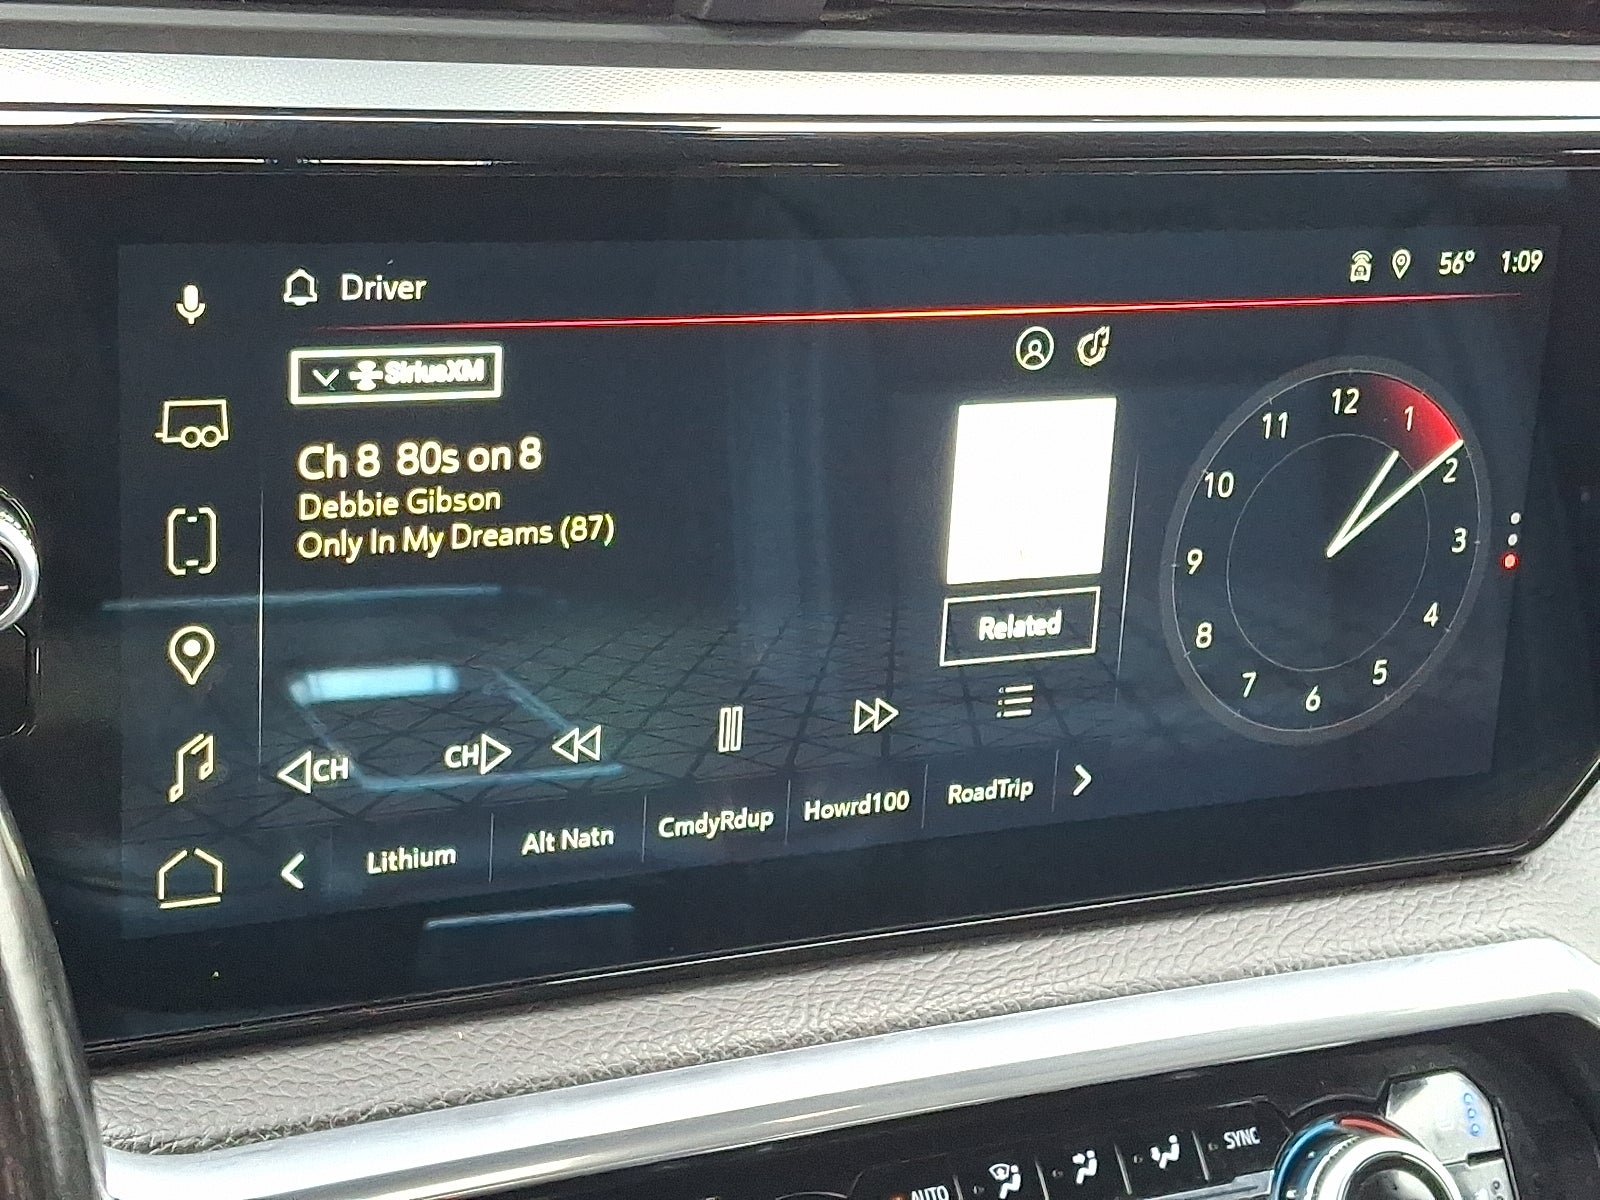 Driver
56° 1:09
SiriusXM
Ch 8 80s on 8
Debbie Gibson
Only In My Dreams (87)
Related
CH
CH
Lithium
Alt Natn
CmdyRdup
Howrd100
RoadTrip
12
1
2
3
4
5
6
7
8
9
10
11
AUTO
SYNC